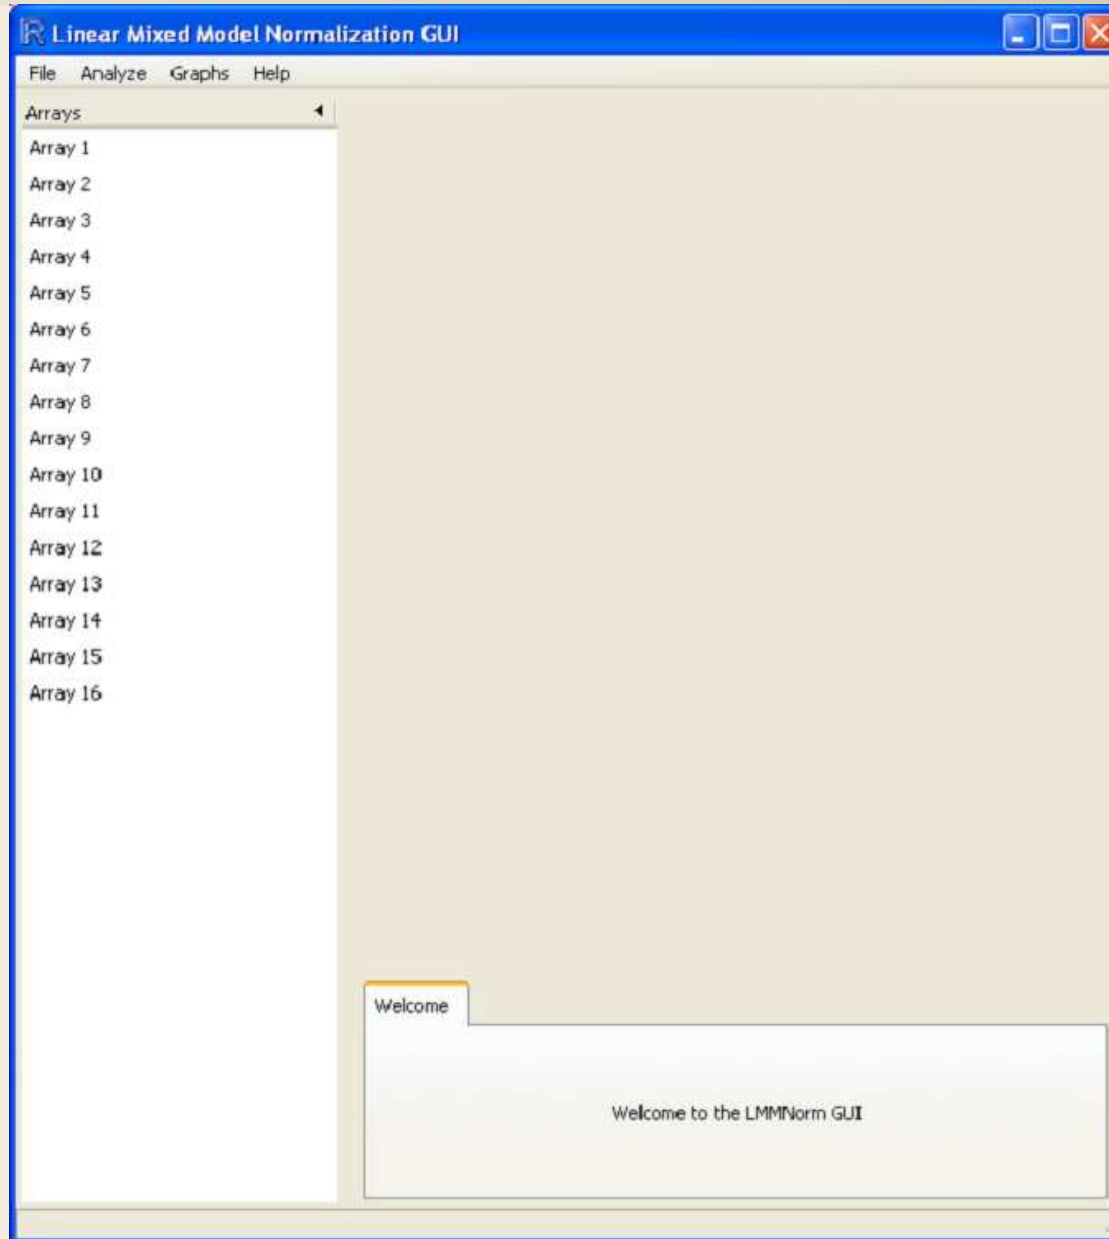 R Linear Mixed Model Normalization GUI
File Analyze Graphs Help
Arrays
Array 1
Array 2
Array 3
Array 4
Array 5
Array 6
Array 7
Array 8
Array 9
Array 10
Array 11
Array 12
Array 13
Array 14
Array 15
Array 16
Welcome
Welcome to the LMMNorm GUI